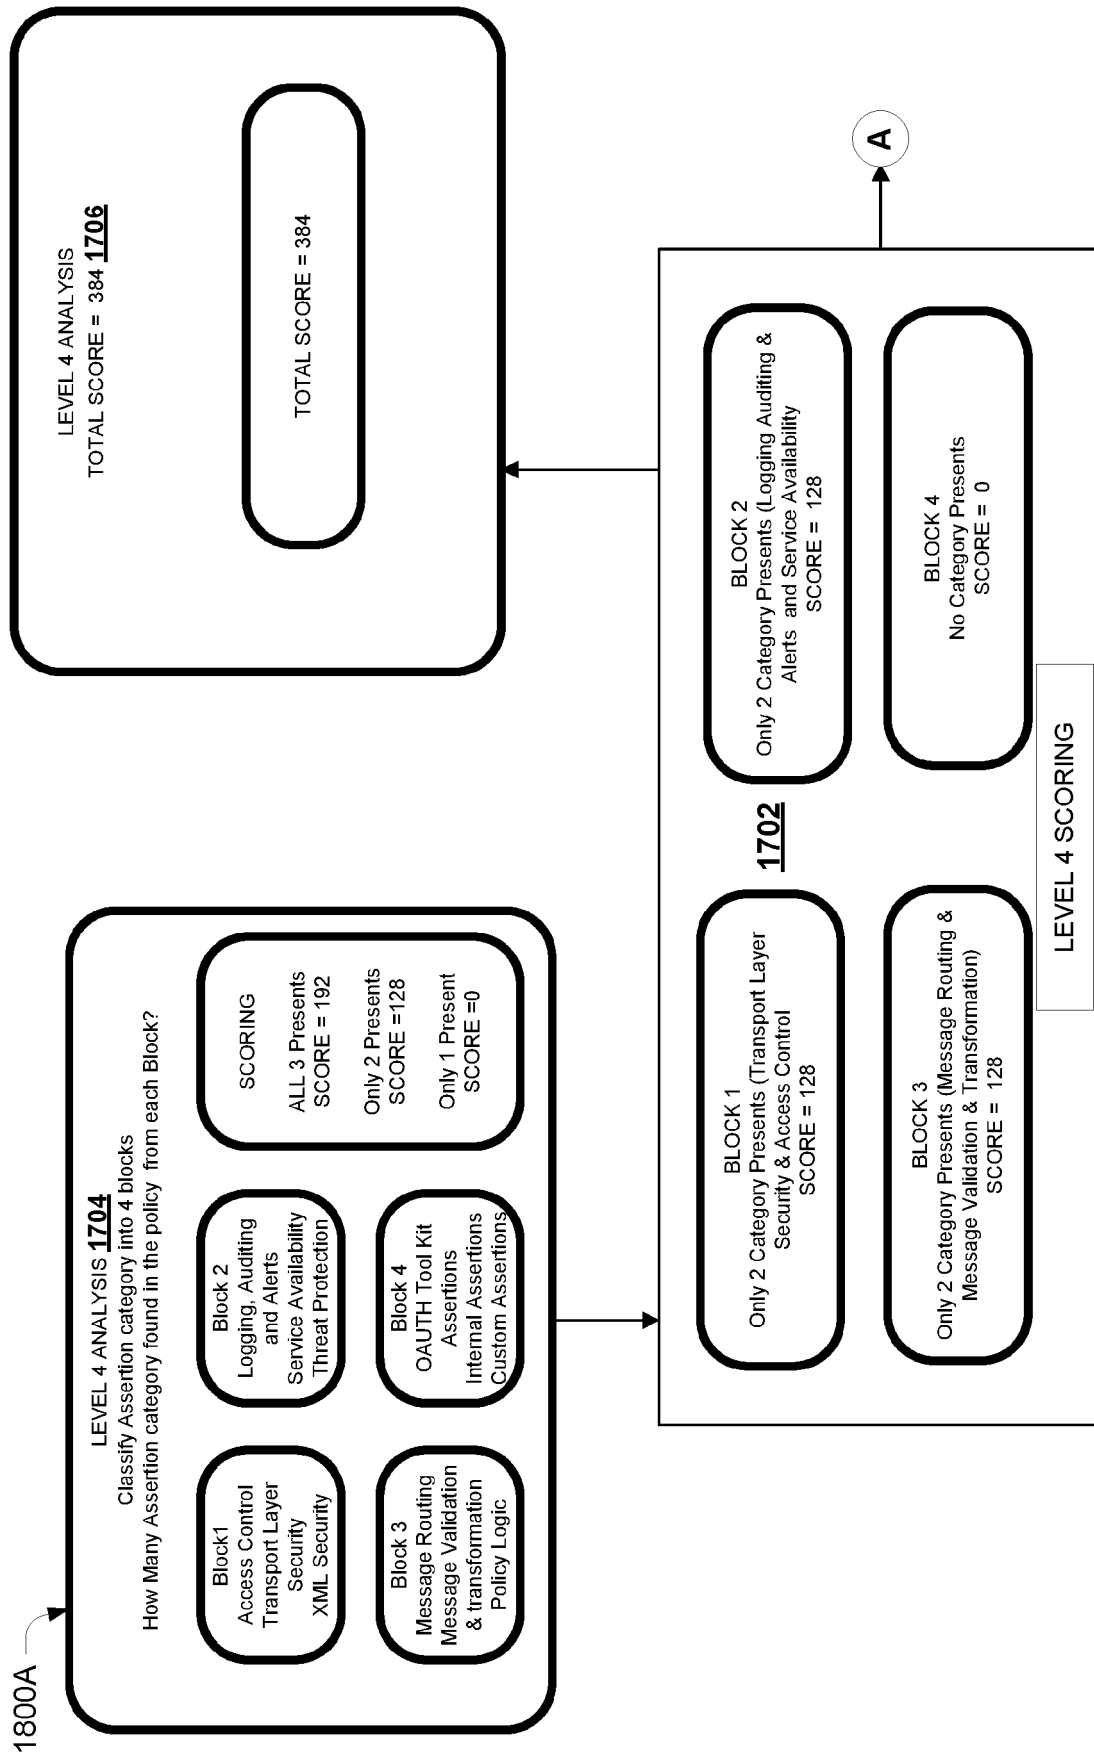 1800A
LEVEL 4 ANALYSIS 1704
Classify Assertion category into 4 blocks
How Many Assertion category found in the policy from each Block?
Block1
Access Control
Transport Layer
Security
XML Security
Block 2
Logging, Auditing
and Alerts
Service Availability
Threat Protection
Block 3
Message Routing
Message Validation
& transformation
Policy Logic
Block 4
OAUTH Tool Kit
Assertions
Internal Assertions
Custom Assertions
SCORING
ALL 3 Presents
SCORE = 192
Only 2 Presents
SCORE =128
Only 1 Present
SCORE =0
LEVEL 4 ANALYSIS
TOTAL SCORE = 384 1706
TOTAL SCORE = 384
BLOCK 1
Only 2 Category Presents (Transport Layer
Security & Access Control
SCORE = 128
1702
BLOCK 2
Only 2 Category Presents (Logging Auditing &
Alerts and Service Availability
SCORE = 128
BLOCK 3
Only 2 Category Presents (Message Routing &
Message Validation & Transformation)
SCORE = 128
BLOCK 4
No Category Presents
SCORE = 0
LEVEL 4 SCORING
A